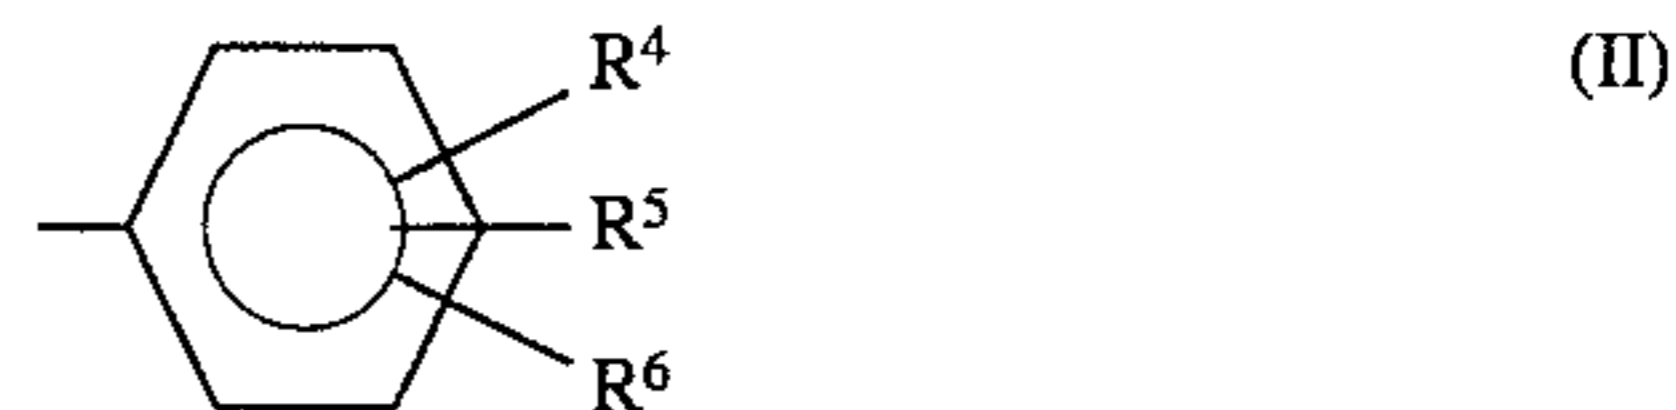 R⁴ (II)
R⁵
R⁶